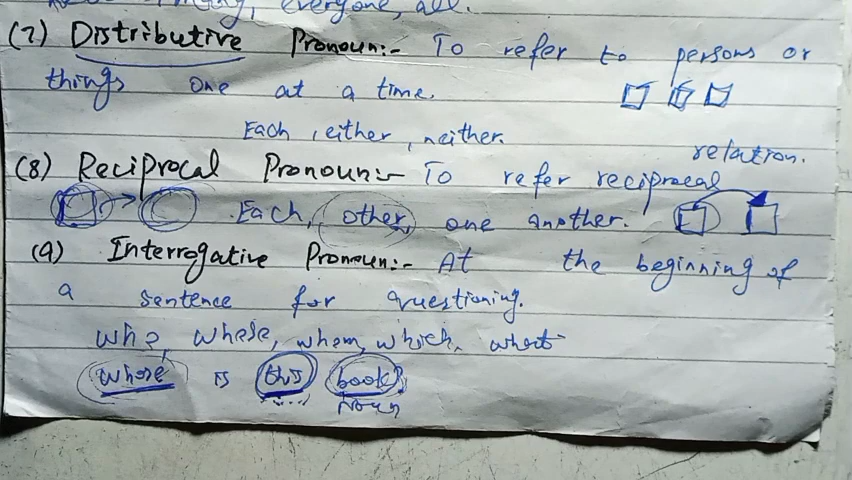 everyone, all.
(7) Distributive Pronoun:- To refer to persons or
things one at a time.
Each, either, neither.
relation.
(8) Reciprocal Pronoun:- To refer reciprocal
Each, other, one another.
(9) Interrogative Pronoun:- At the beginning of
a sentence for questioning.
who, whose, whom, which, what
whose is this book?
Noun